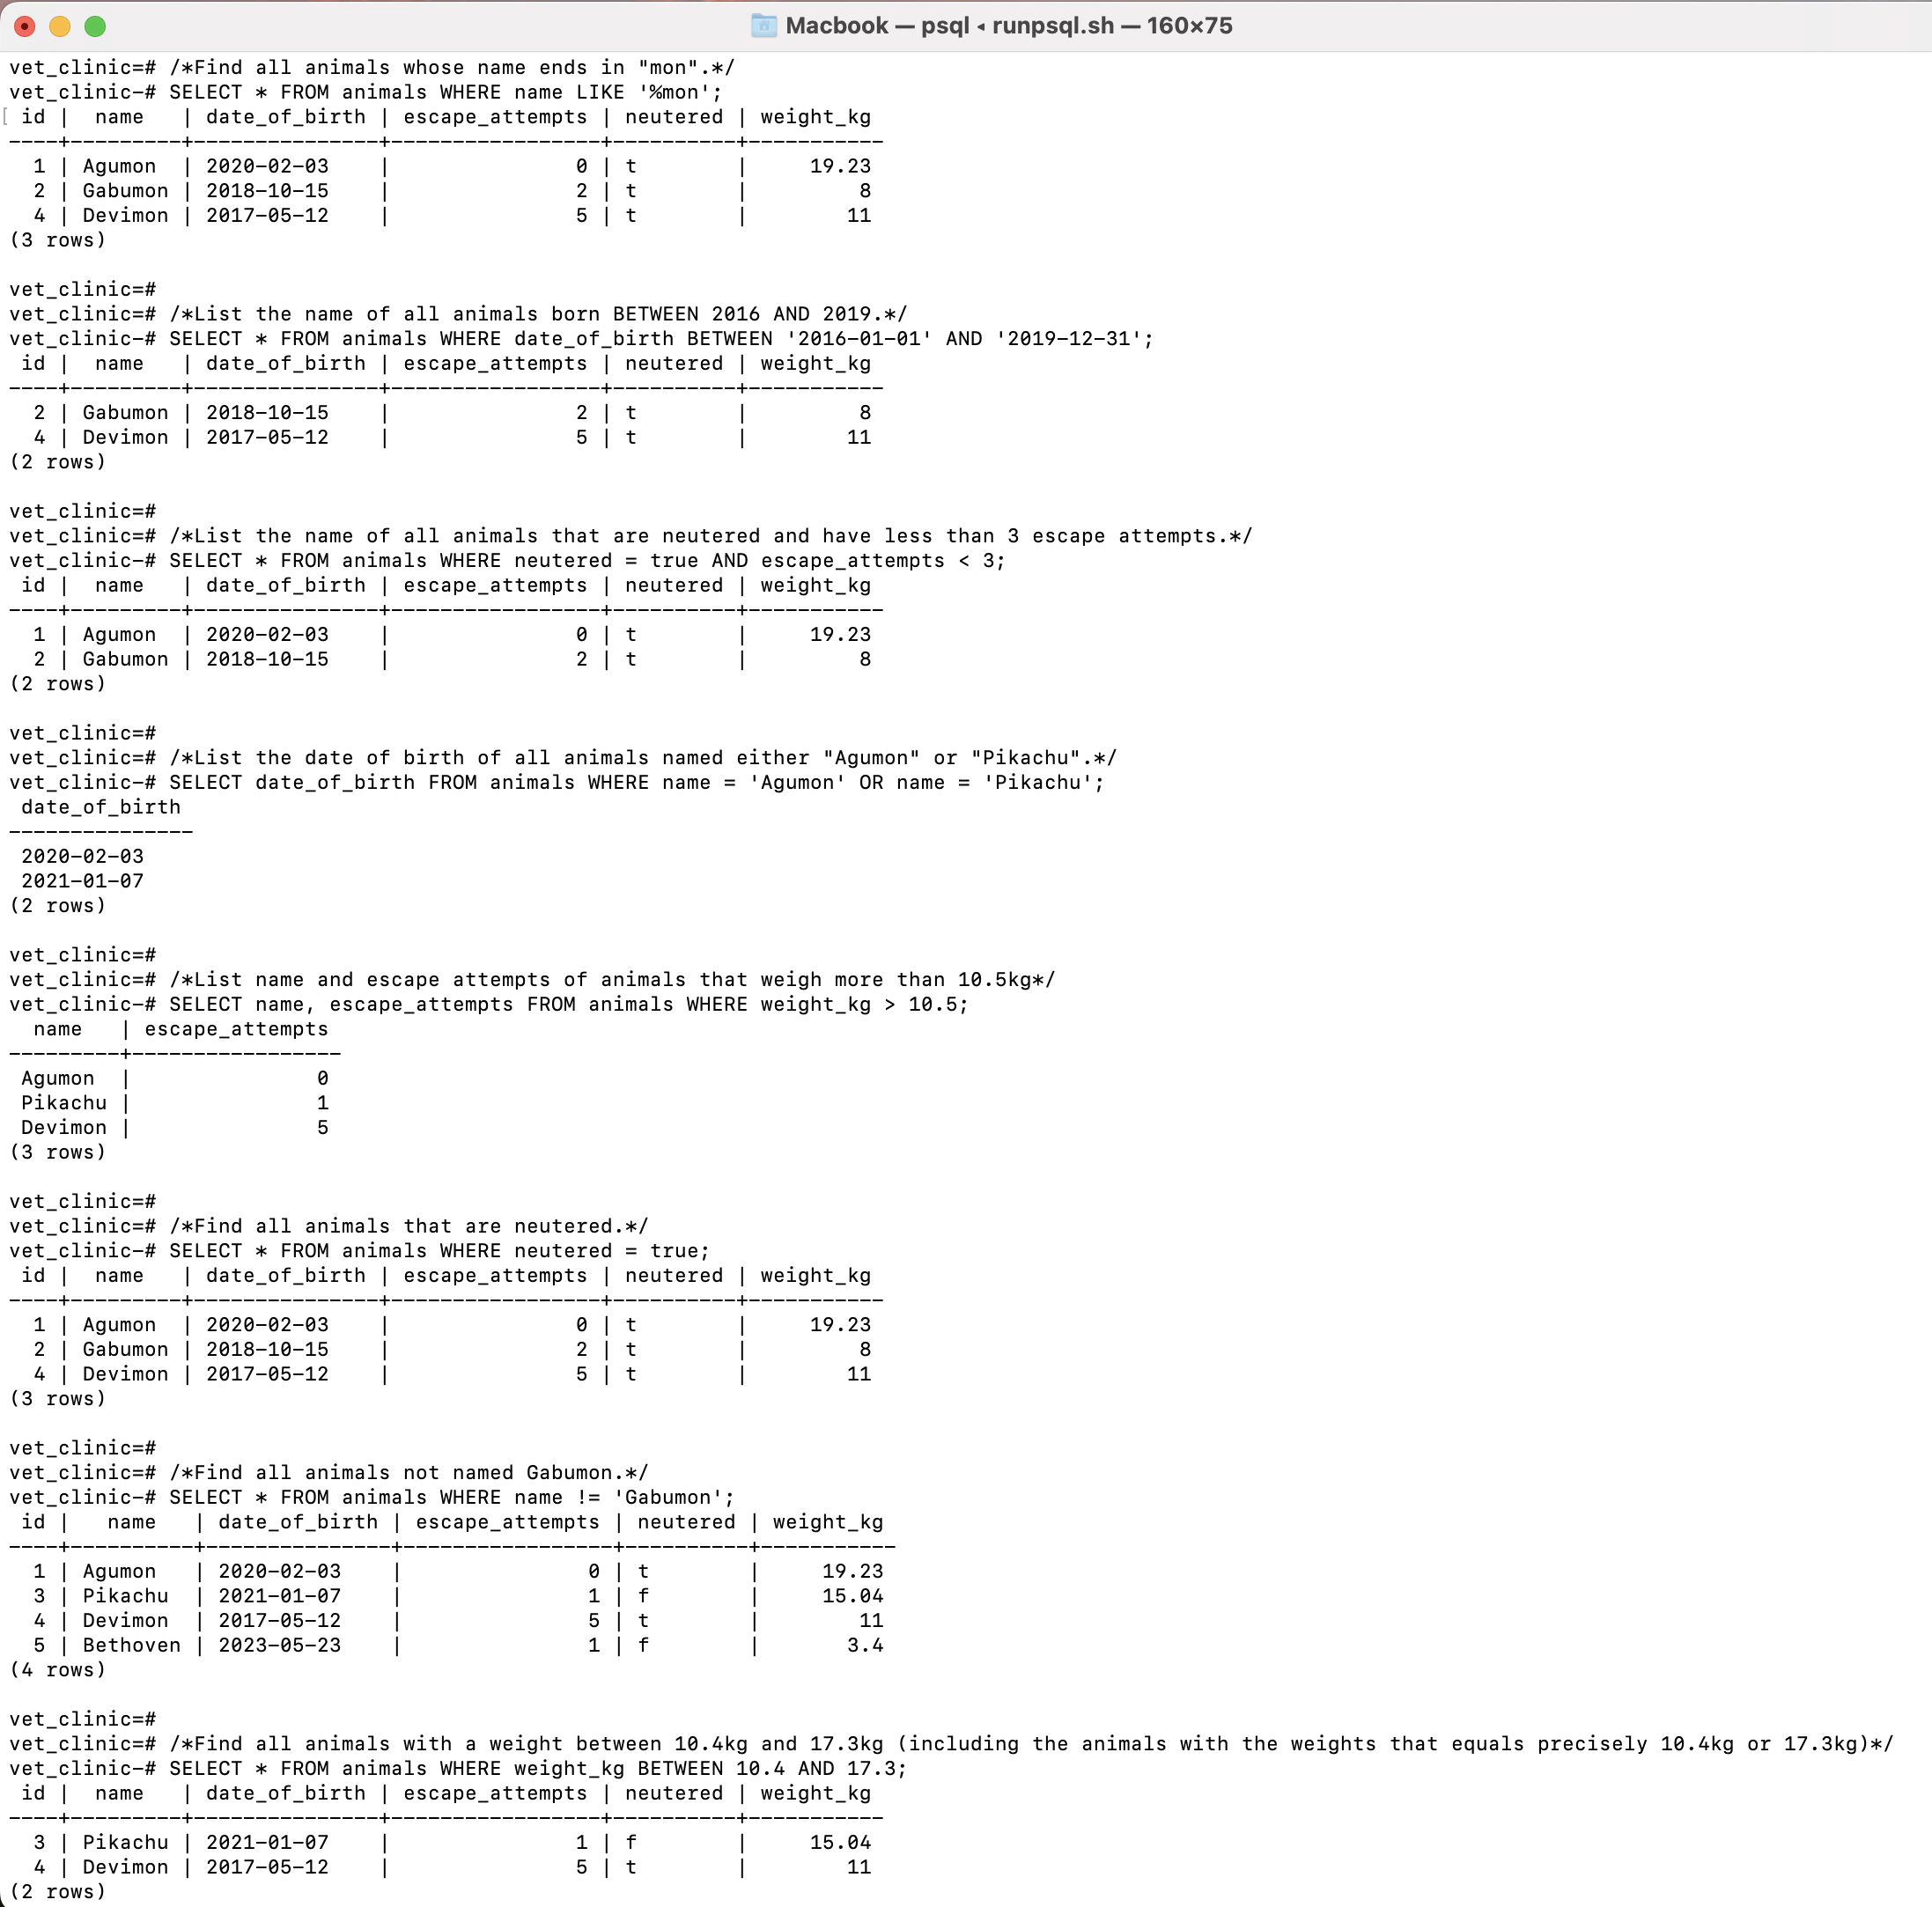 Macbook — psql ◂ runpsql.sh — 160×75
vet_clinic=# /*Find all animals whose name ends in "mon".*/
vet_clinic-# SELECT * FROM animals WHERE name LIKE '%mon';
[ id |  name   | date_of_birth | escape_attempts | neutered | weight_kg
----+---------+---------------+-----------------+----------+-----------
  1 | Agumon  | 2020-02-03    |               0 | t        |     19.23
  2 | Gabumon | 2018-10-15    |               2 | t        |         8
  4 | Devimon | 2017-05-12    |               5 | t        |        11
(3 rows)

vet_clinic=#
vet_clinic=# /*List the name of all animals born BETWEEN 2016 AND 2019.*/
vet_clinic-# SELECT * FROM animals WHERE date_of_birth BETWEEN '2016-01-01' AND '2019-12-31';
 id |  name   | date_of_birth | escape_attempts | neutered | weight_kg
----+---------+---------------+-----------------+----------+-----------
  2 | Gabumon | 2018-10-15    |               2 | t        |         8
  4 | Devimon | 2017-05-12    |               5 | t        |        11
(2 rows)

vet_clinic=#
vet_clinic=# /*List the name of all animals that are neutered and have less than 3 escape attempts.*/
vet_clinic-# SELECT * FROM animals WHERE neutered = true AND escape_attempts < 3;
 id |  name   | date_of_birth | escape_attempts | neutered | weight_kg
----+---------+---------------+-----------------+----------+-----------
  1 | Agumon  | 2020-02-03    |               0 | t        |     19.23
  2 | Gabumon | 2018-10-15    |               2 | t        |         8
(2 rows)

vet_clinic=#
vet_clinic=# /*List the date of birth of all animals named either "Agumon" or "Pikachu".*/
vet_clinic-# SELECT date_of_birth FROM animals WHERE name = 'Agumon' OR name = 'Pikachu';
 date_of_birth
---------------
 2020-02-03
 2021-01-07
(2 rows)

vet_clinic=#
vet_clinic=# /*List name and escape attempts of animals that weigh more than 10.5kg*/
vet_clinic-# SELECT name, escape_attempts FROM animals WHERE weight_kg > 10.5;
  name   | escape_attempts
---------+-----------------
 Agumon  |               0
 Pikachu |               1
 Devimon |               5
(3 rows)

vet_clinic=#
vet_clinic=# /*Find all animals that are neutered.*/
vet_clinic-# SELECT * FROM animals WHERE neutered = true;
 id |  name   | date_of_birth | escape_attempts | neutered | weight_kg
----+---------+---------------+-----------------+----------+-----------
  1 | Agumon  | 2020-02-03    |               0 | t        |     19.23
  2 | Gabumon | 2018-10-15    |               2 | t        |         8
  4 | Devimon | 2017-05-12    |               5 | t        |        11
(3 rows)

vet_clinic=#
vet_clinic=# /*Find all animals not named Gabumon.*/
vet_clinic-# SELECT * FROM animals WHERE name != 'Gabumon';
 id |   name   | date_of_birth | escape_attempts | neutered | weight_kg
----+----------+---------------+-----------------+----------+-----------
  1 | Agumon   | 2020-02-03    |               0 | t        |     19.23
  3 | Pikachu  | 2021-01-07    |               1 | f        |     15.04
  4 | Devimon  | 2017-05-12    |               5 | t        |        11
  5 | Bethoven | 2023-05-23    |               1 | f        |       3.4
(4 rows)

vet_clinic=#
vet_clinic=# /*Find all animals with a weight between 10.4kg and 17.3kg (including the animals with the weights that equals precisely 10.4kg or 17.3kg)*/
vet_clinic-# SELECT * FROM animals WHERE weight_kg BETWEEN 10.4 AND 17.3;
 id |  name   | date_of_birth | escape_attempts | neutered | weight_kg
----+---------+---------------+-----------------+----------+-----------
  3 | Pikachu | 2021-01-07    |               1 | f        |     15.04
  4 | Devimon | 2017-05-12    |               5 | t        |        11
(2 rows)